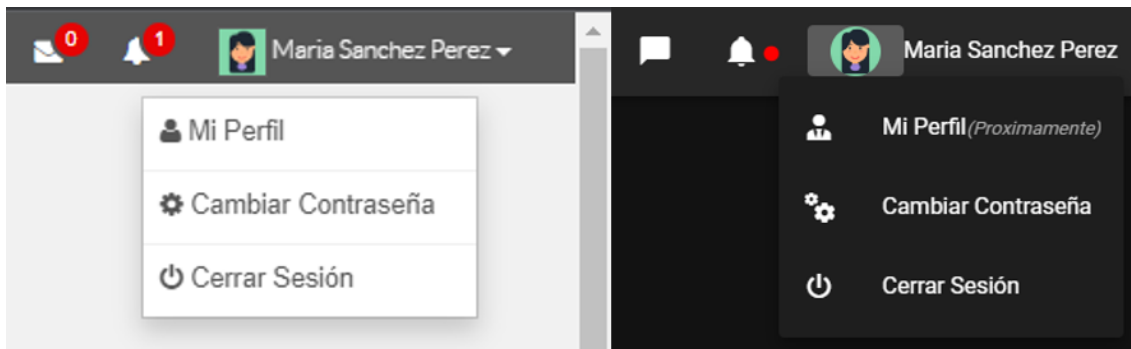 0
1
Maria Sanchez Perez
Mi Perfil
Cambiar Contraseña
Cerrar Sesión
Maria Sanchez Perez
Mi Perfil(Proximamente)
Cambiar Contraseña
Cerrar Sesión